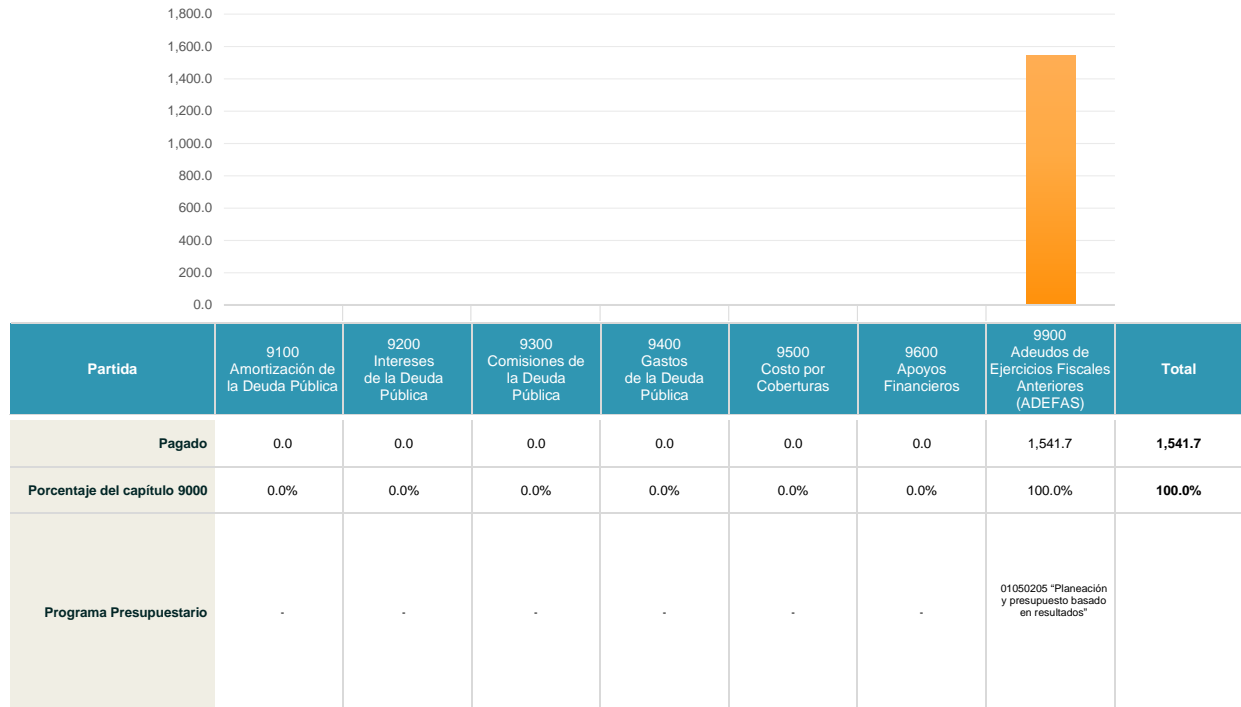 1,800.0
1,600.0
1,400.0
1,200.0
1,000.0
800.0
600.0
400.0
200.0
0.0
Partida
9100
Amortización de
la Deuda Pública
9200
Intereses
de la Deuda
Pública
9300
Comisiones de
la Deuda
Pública
9400
Gastos
de la Deuda
Pública
9500
Costo por
Coberturas
9600
Apoyos
Financieros
9900
Adeudos de
Ejercicios Fiscales
Anteriores
(ADEFAS)
Total
Pagado 0.0 0.0 0.0 0.0 0.0 0.0 1,541.7 1,541.7
Porcentaje del capítulo 9000 0.0% 0.0% 0.0% 0.0% 0.0% 0.0% 100.0% 100.0%
Programa Presupuestario - - - - - -
01050205 “Planeación
y presupuesto basado
en resultados”